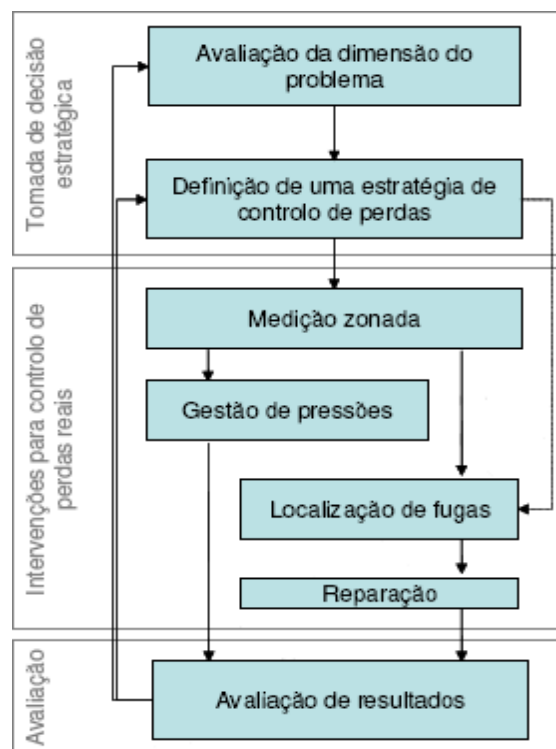 Tomada de decisão
estratégica
Avaliação da dimensão do
problema
Definição de uma estratégia de
controlo de perdas
Intervenções para controlo de
perdas reais
Medição zonada
Gestão de pressões
Localização de fugas
Reparação
Avaliação
Avaliação de resultados